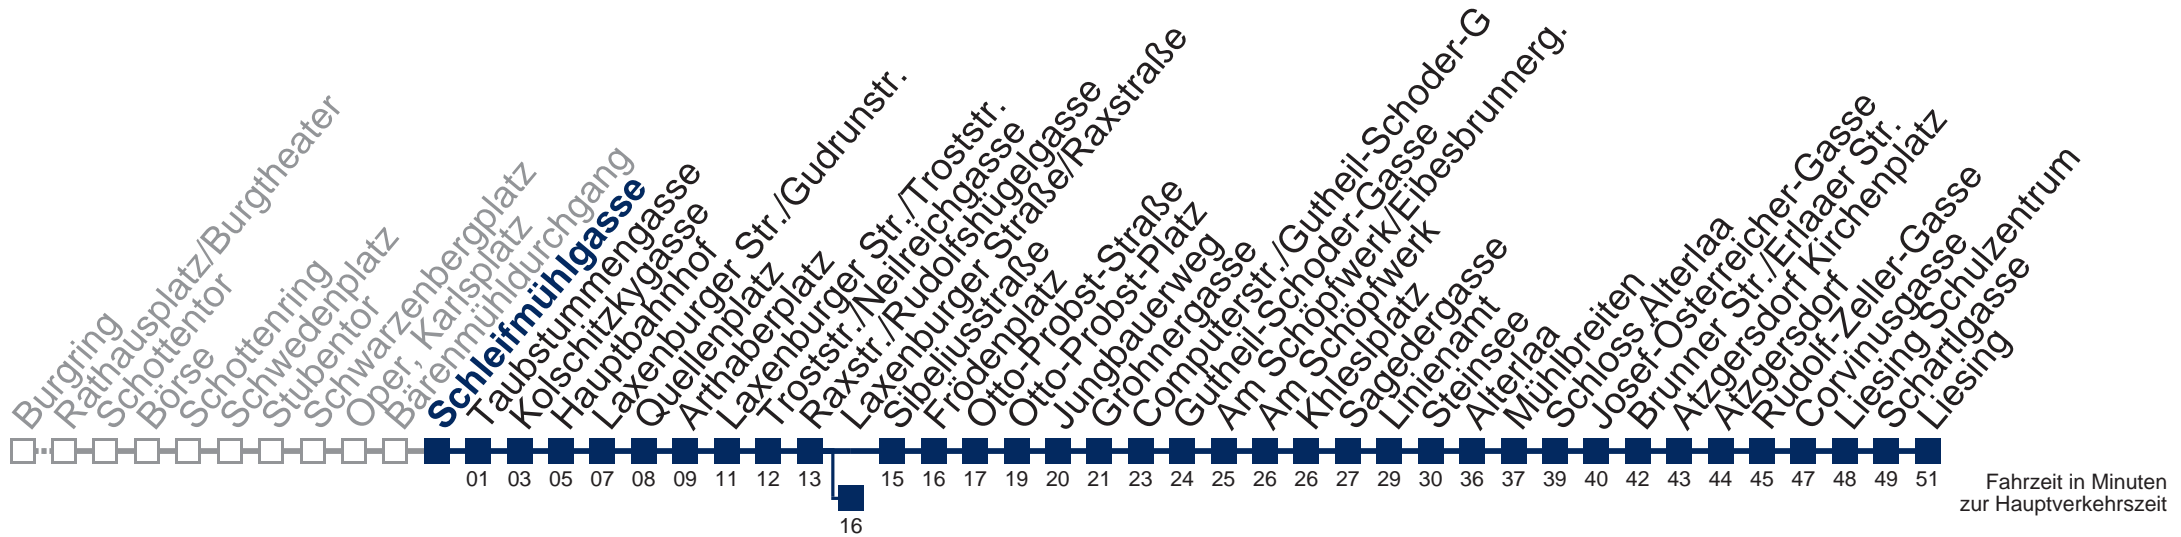 Burgring
Rathausplatz/Burgtheater
Schottentor
Börse
Schottenring
Schwedenplatz
Stubentor
Schwarzenbergplatz
Oper, Karlsplatz
Bärenmühldurchgang
Schleifmühlgasse
Taubstummengasse
Kolschitzkygasse
Hauptbahnhof
Laxenburger Str./Gudrunstr.
Quellenplatz
Arthaberplatz
Laxenburger Str./Troststr.
Troststr./Neilreichgasse
Raxstr./Rudolfshügelgasse
Laxenburger Straße/Raxstraße
Sibeliusstraße
Frödenplatz
Otto-Probst-Straße
Otto-Probst-Platz
Jungbauerweg
Grohnergasse
Computerstr./Gutheil-Schoder-G
Gutheil-Schoder-Gasse
Am Schöpfwerk/Eibesbrunnerg.
Am Schöpfwerk
Khleslplatz
Sagedergasse
Linienamt
Steinsee
Alterlaa
Mühlbreiten
Schloss Alterlaa
Josef-Österreicher-Gasse
Brunner Str./Erlaaer Str.
Atzgersdorf Kirchenplatz
Atzgersdorf
Rudolf-Zeller-Gasse
Corvinusgasse
Liesing Schulzentrum
Schartlgasse
Liesing
01 03 05 07 08 09 11 12 13 15 16 17 19 20 21 23 24 25 26 26 27 29 30 36 37 39 40 42 43 44 45 47 48 49 51
16
Fahrzeit in Minuten
zur Hauptverkehrszeit